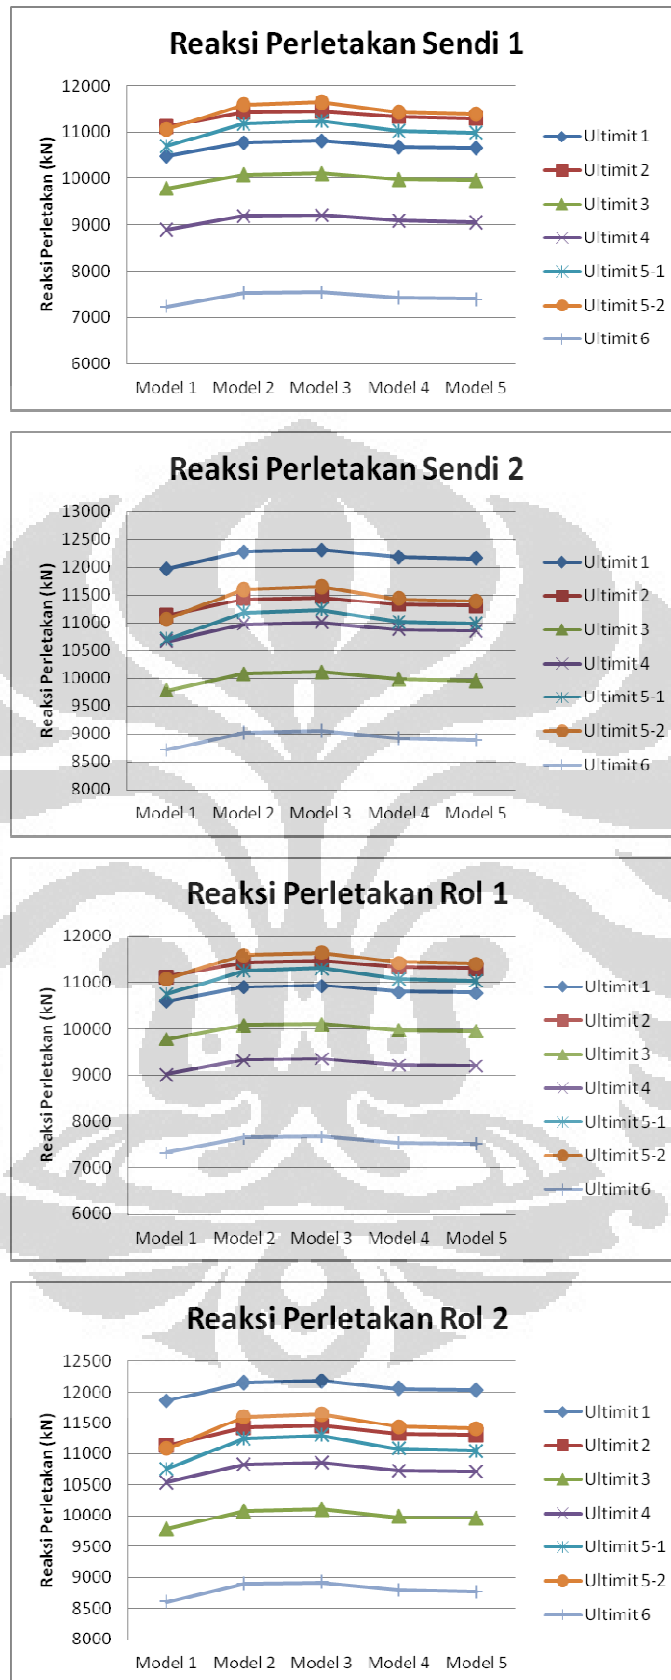 Reaksi Perletakan Sendi 1
Reaksi Perletakan (kN)
12000
11000
10000
9000
8000
7000
6000
Model 1 Model 2 Model 3 Model 4 Model 5
Ultimit 1
Ultimit 2
Ultimit 3
Ultimit 4
Ultimit 5-1
Ultimit 5-2
Ultimit 6
Reaksi Perletakan Sendi 2
Reaksi Perletakan (kN)
13000
12500
12000
11500
11000
10500
10000
9500
9000
8500
8000
Model 1 Model 2 Model 3 Model 4 Model 5
Ultimit 1
Ultimit 2
Ultimit 3
Ultimit 4
Ultimit 5-1
Ultimit 5-2
Ultimit 6
Reaksi Perletakan Rol 1
Reaksi Perletakan (kN)
12000
11000
10000
9000
8000
7000
6000
Model 1 Model 2 Model 3 Model 4 Model 5
Ultimit 1
Ultimit 2
Ultimit 3
Ultimit 4
Ultimit 5-1
Ultimit 5-2
Ultimit 6
Reaksi Perletakan Rol 2
Reaksi Perletakan (kN)
12500
12000
11500
11000
10500
10000
9500
9000
8500
8000
Model 1 Model 2 Model 3 Model 4 Model 5
Ultimit 1
Ultimit 2
Ultimit 3
Ultimit 4
Ultimit 5-1
Ultimit 5-2
Ultimit 6